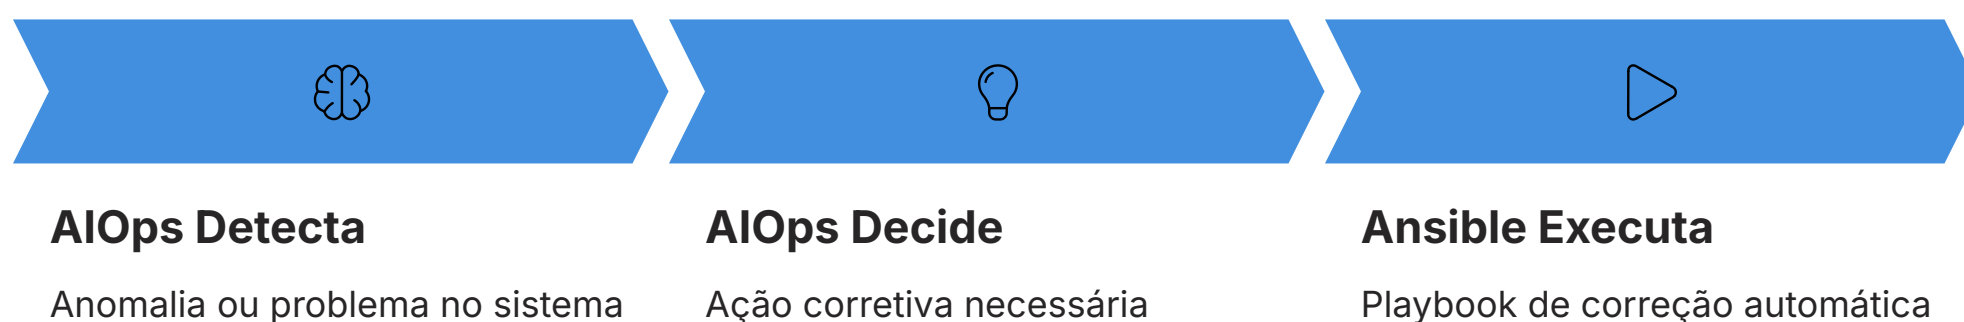 AIOps Detecta
Anomalia ou problema no sistema
AIOps Decide
Ação corretiva necessária
Ansible Executa
Playbook de correção automática